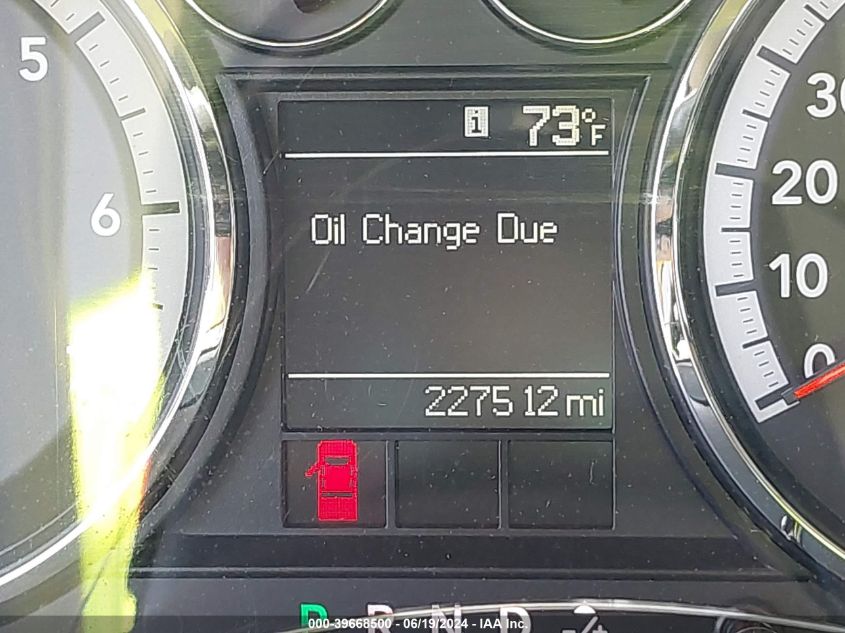 5
6
i 73°F
Oil Change Due
227512 mi
30
20
10
0
P R N D -/+
000-39668500 - 06/19/2024 - IAA Inc.